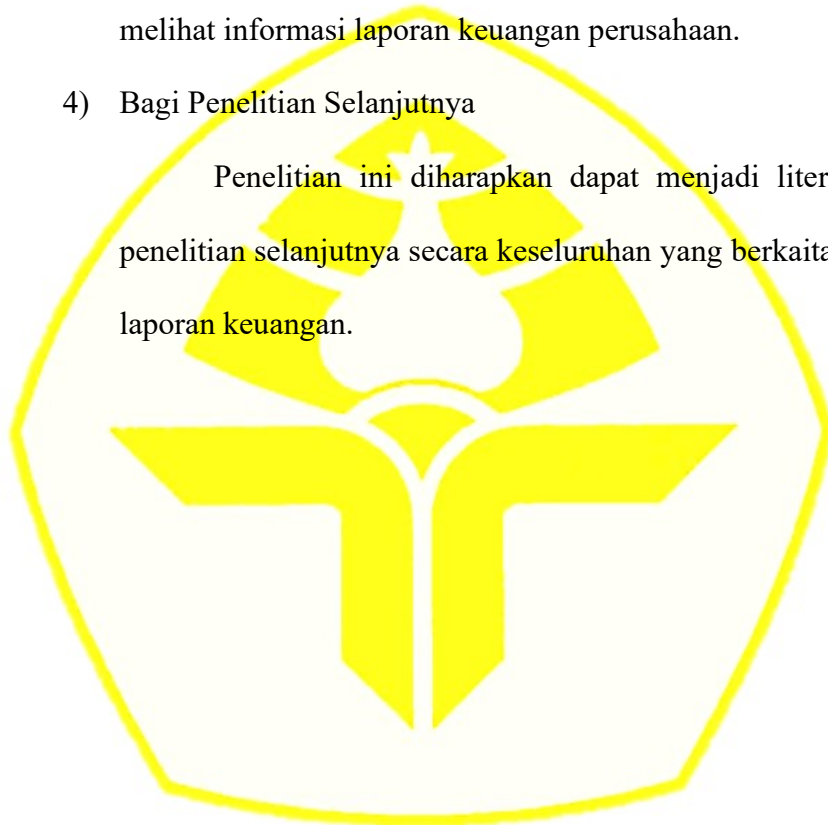 melihat informasi laporan keuangan perusahaan.
4) Bagi Penelitian Selanjutnya
Penelitian ini diharapkan dapat menjadi liter
penelitian selanjutnya secara keseluruhan yang berkaita
laporan keuangan.